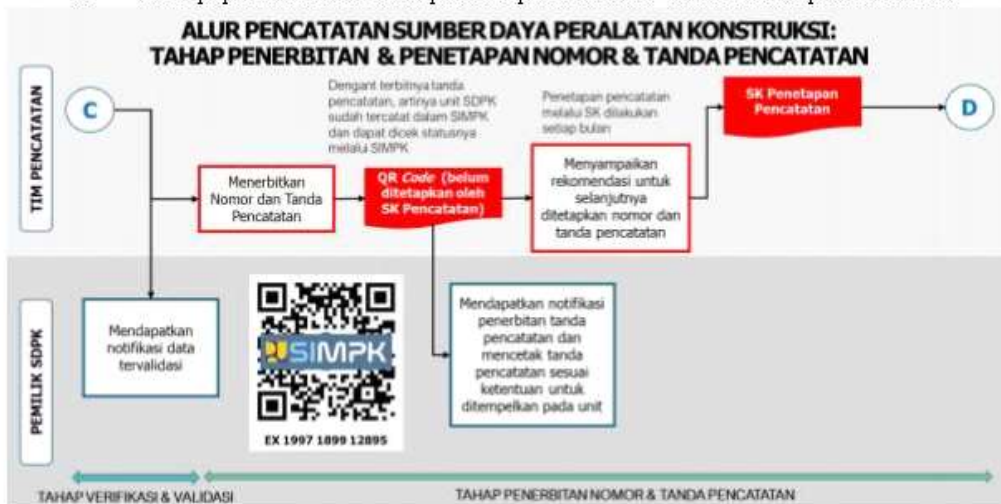 ALUR PENCATATAN SUMBER DAYA PERALATAN KONSTRUKSI:
TAHAP PENERBITAN & PENETAPAN NOMOR & TANDA PENCATATAN
TIM PENCATATAN
C
Dengant terbitnya tanda
pencatatan, artinya unit SDPK
sudah tercatat dalam SIMPK
dan dapat dicek statusnya
melalui SIMPK
Penetapan pencatatan
melalui SK dilakukan
setiap bulan
SK Penetapan
Pencatatan
D
Menerbitkan
Nomor dan Tanda
Pencatatan
QR Code (belum
ditetapkan oleh
SK Pencatatan)
Menyampaikan
rekomendasi untuk
selanjutnya
ditetapkan nomor dan
tanda pencatatan
PEMILIK SDPK
Mendapatkan
notifikasi data
tervalidasi
SIMPK
EX 1997 1899 12895
Mendapatkan notifikasi
penerbitan tanda
pencatatan dan
mencetak tanda
pencatatan sesuai
ketentuan untuk
ditempelkan pada unit
TAHAP VERIFIKASI & VALIDASI
TAHAP PENERBITAN NOMOR & TANDA PENCATATAN